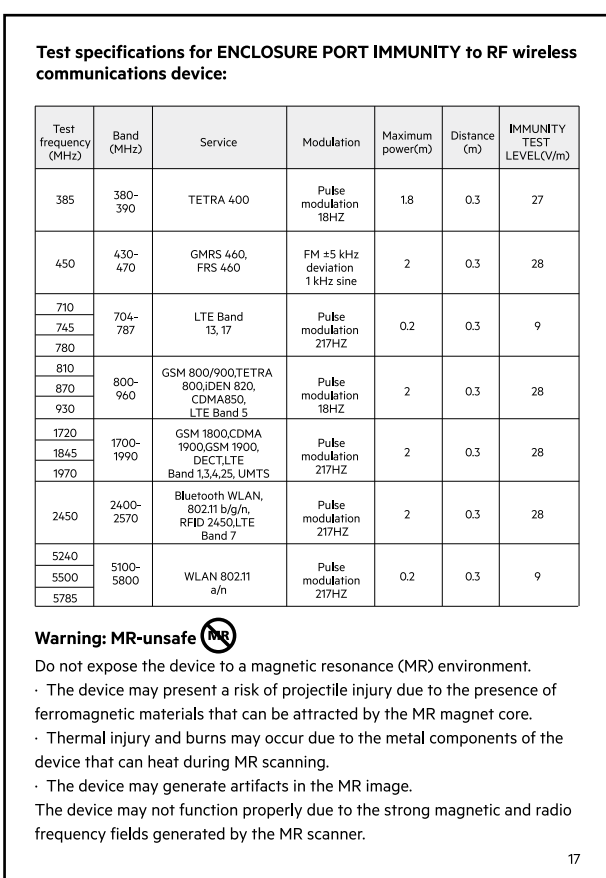 Test specifications for ENCLOSURE PORT IMMUNITY to RF wireless
communications device:
Test frequency (MHz) Band (MHz) Service Modulation Maximum power(m) Distance (m) IMMUNITY TEST LEVEL(V/m)
385 380-390 TETRA 400 Pulse modulation 18HZ 1.8 0.3 27
450 430-470 GMRS 460, FRS 460 FM ±5 kHz deviation 1 kHz sine 2 0.3 28
710
745
780
704-787 LTE Band 13, 17 Pulse modulation 217HZ 0.2 0.3 9
810
870
930
800-960 GSM 800/900,TETRA 800,iDEN 820, CDMA850, LTE Band 5 Pulse modulation 18HZ 2 0.3 28
1720
1845
1970
1700-1990 GSM 1800,CDMA 1900,GSM 1900, DECT,LTE Band 1,3,4,25, UMTS Pulse modulation 217HZ 2 0.3 28
2450 2400-2570 Bluetooth WLAN, 802.11 b/g/n, RFID 2450,LTE Band 7 Pulse modulation 217HZ 2 0.3 28
5240
5500
5785
5100-5800 WLAN 802.11 a/n Pulse modulation 217HZ 0.2 0.3 9
Warning: MR-unsafe MR
Do not expose the device to a magnetic resonance (MR) environment.
· The device may present a risk of projectile injury due to the presence of
ferromagnetic materials that can be attracted by the MR magnet core.
· Thermal injury and burns may occur due to the metal components of the
device that can heat during MR scanning.
· The device may generate artifacts in the MR image.
The device may not function properly due to the strong magnetic and radio
frequency fields generated by the MR scanner.
17